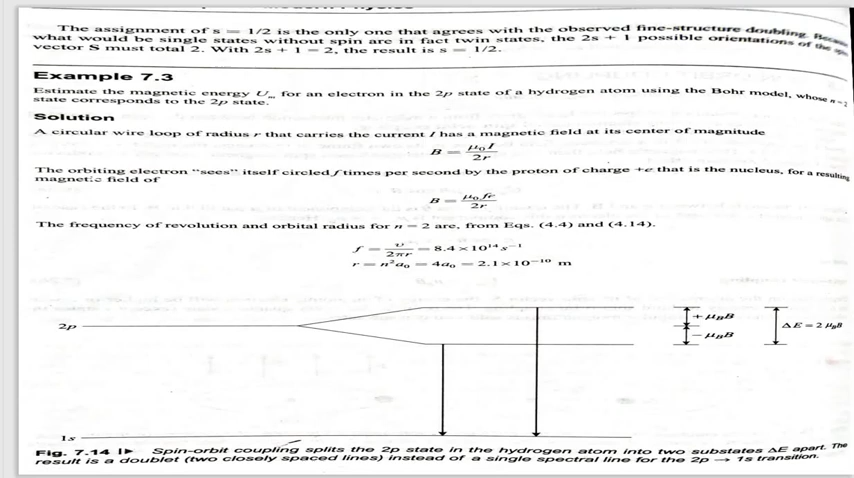 The assignment of s = 1/2 is the only one that agrees with the observed fine-structure doubling. Because
what would be single states without spin are in fact twin states, the 2s + 1 possible orientations of the spin
vector S must total 2. With 2s + 1 = 2, the result is s = 1/2.
Example 7.3
Estimate the magnetic energy Uₘ for an electron in the 2p state of a hydrogen atom using the Bohr model, whose n = 2
state corresponds to the 2p state.
Solution
A circular wire loop of radius r that carries the current I has a magnetic field at its center of magnitude
B = μ₀I / 2r
The orbiting electron "sees" itself circled f times per second by the proton of charge +e that is the nucleus, for a resulting
magnetic field of
B = μ₀fe / 2r
The frequency of revolution and orbital radius for n = 2 are, from Eqs. (4.4) and (4.14).
f = v / 2πr = 8.4 × 10¹⁴ s⁻¹
r = n²a₀ = 4a₀ = 2.1 × 10⁻¹⁰ m
2p
+ μ_B B
− μ_B B
ΔE = 2 μ_B B
1s
Fig. 7.14 Spin-orbit coupling splits the 2p state in the hydrogen atom into two substates ΔE apart. The
result is a doublet (two closely spaced lines) instead of a single spectral line for the 2p → 1s transition.